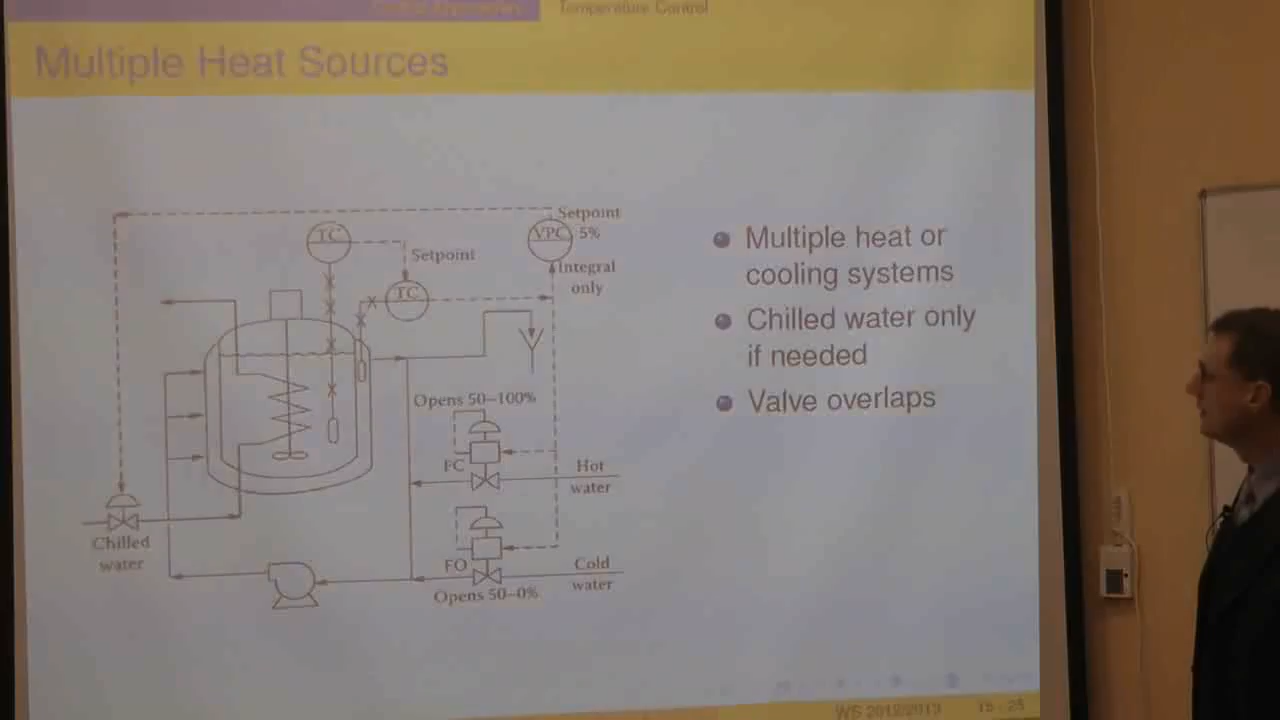 Temperature Control
Multiple Heat Sources
Setpoint
VPC 5%
TC
Setpoint
Integral
only
TC
Multiple heat or
cooling systems
Chilled water only
if needed
Valve overlaps
Opens 50–100%
FC
Hot
water
Chilled
water
FO
Cold
water
Opens 50–0%
WS 2012/2013
15 - 25